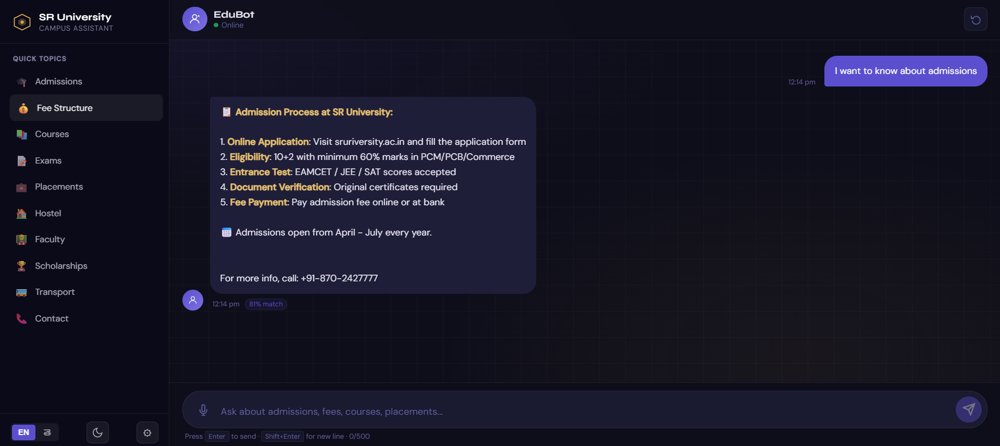 SR University
CAMPUS ASSISTANT
QUICK TOPICS
Admissions
Fee Structure
Courses
Exams
Placements
Hostel
Faculty
Scholarships
Transport
Contact
EN
EduBot
Online
I want to know about admissions
12:14 pm
Admission Process at SR University:
1. Online Application: Visit sruriversity.ac.in and fill the application form
2. Eligibility: 10+2 with minimum 60% marks in PCM/PCB/Commerce
3. Entrance Test: EAMCET / JEE / SAT scores accepted
4. Document Verification: Original certificates required
5. Fee Payment: Pay admission fee online or at bank
Admissions open from April - July every year.
For more info, call: +91-870-2427777
12:14 pm 81% match
Ask about admissions, fees, courses, placements...
Press Enter to send · Shift+Enter for new line · 0/500